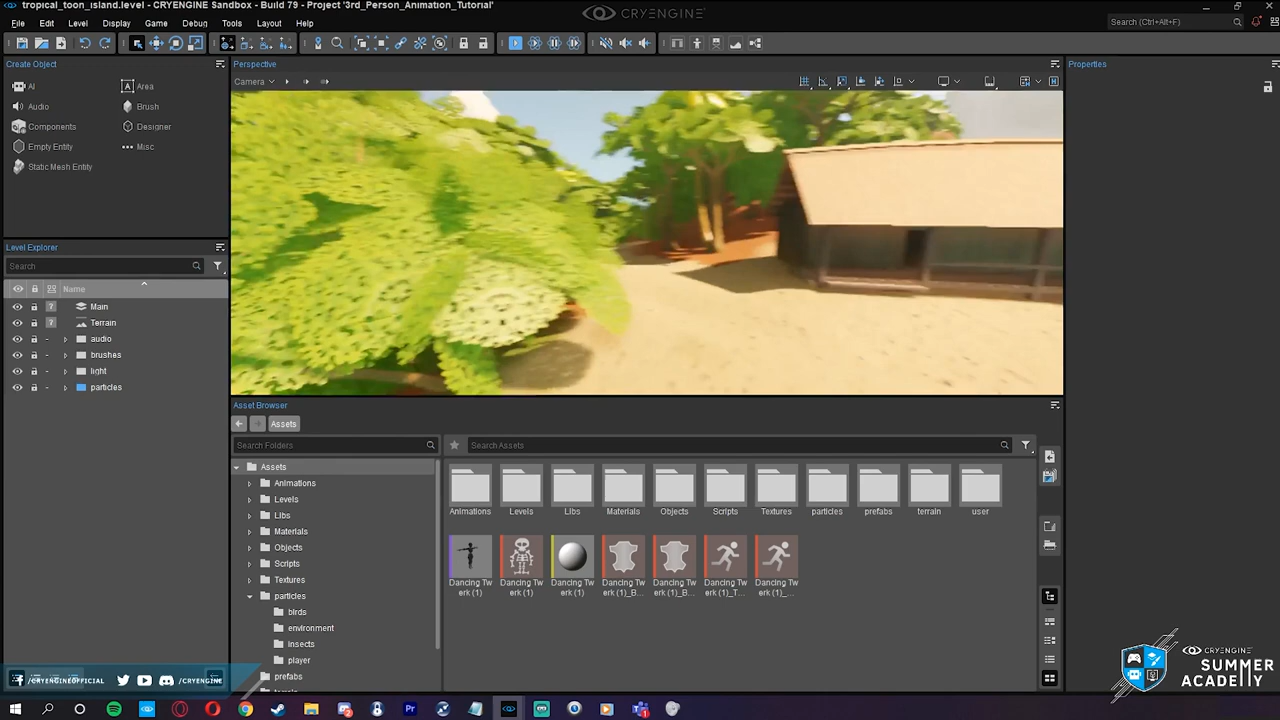 tropical_toon_island.level - CRYENGINE Sandbox - Build 79 - Project '3rd_Person_Animation_Tutorial'
CRYENGINE
File Edit Level Display Game Debug Tools Layout Help
Search (Ctrl+Alt+F)
Create Object
AI
Area
Audio
Brush
Components
Designer
Empty Entity
Misc
Static Mesh Entity
Level Explorer
Search
Name
7 Main
7 Terrain
audio
brushes
light
particles
Perspective
Camera
Properties
Asset Browser
Assets
Search Folders
Search Assets
Assets
Animations
Levels
Libs
Materials
Objects
Scripts
Textures
particles
birds
environment
insects
player
prefabs
Animations Levels Libs Materials Objects Scripts Textures particles prefabs terrain user
Dancing Tw
erk (1)
Dancing Tw
erk (1)
Dancing Tw
erk (1)
Dancing Tw
erk (1)_B...
Dancing Tw
erk (1)_B...
Dancing Tw
erk (1)_T...
Dancing Tw
erk (1)_...
/CRYENGINEOFFICIAL
/CRYENGINE
CRYENGINE
SUMMER
ACADEMY